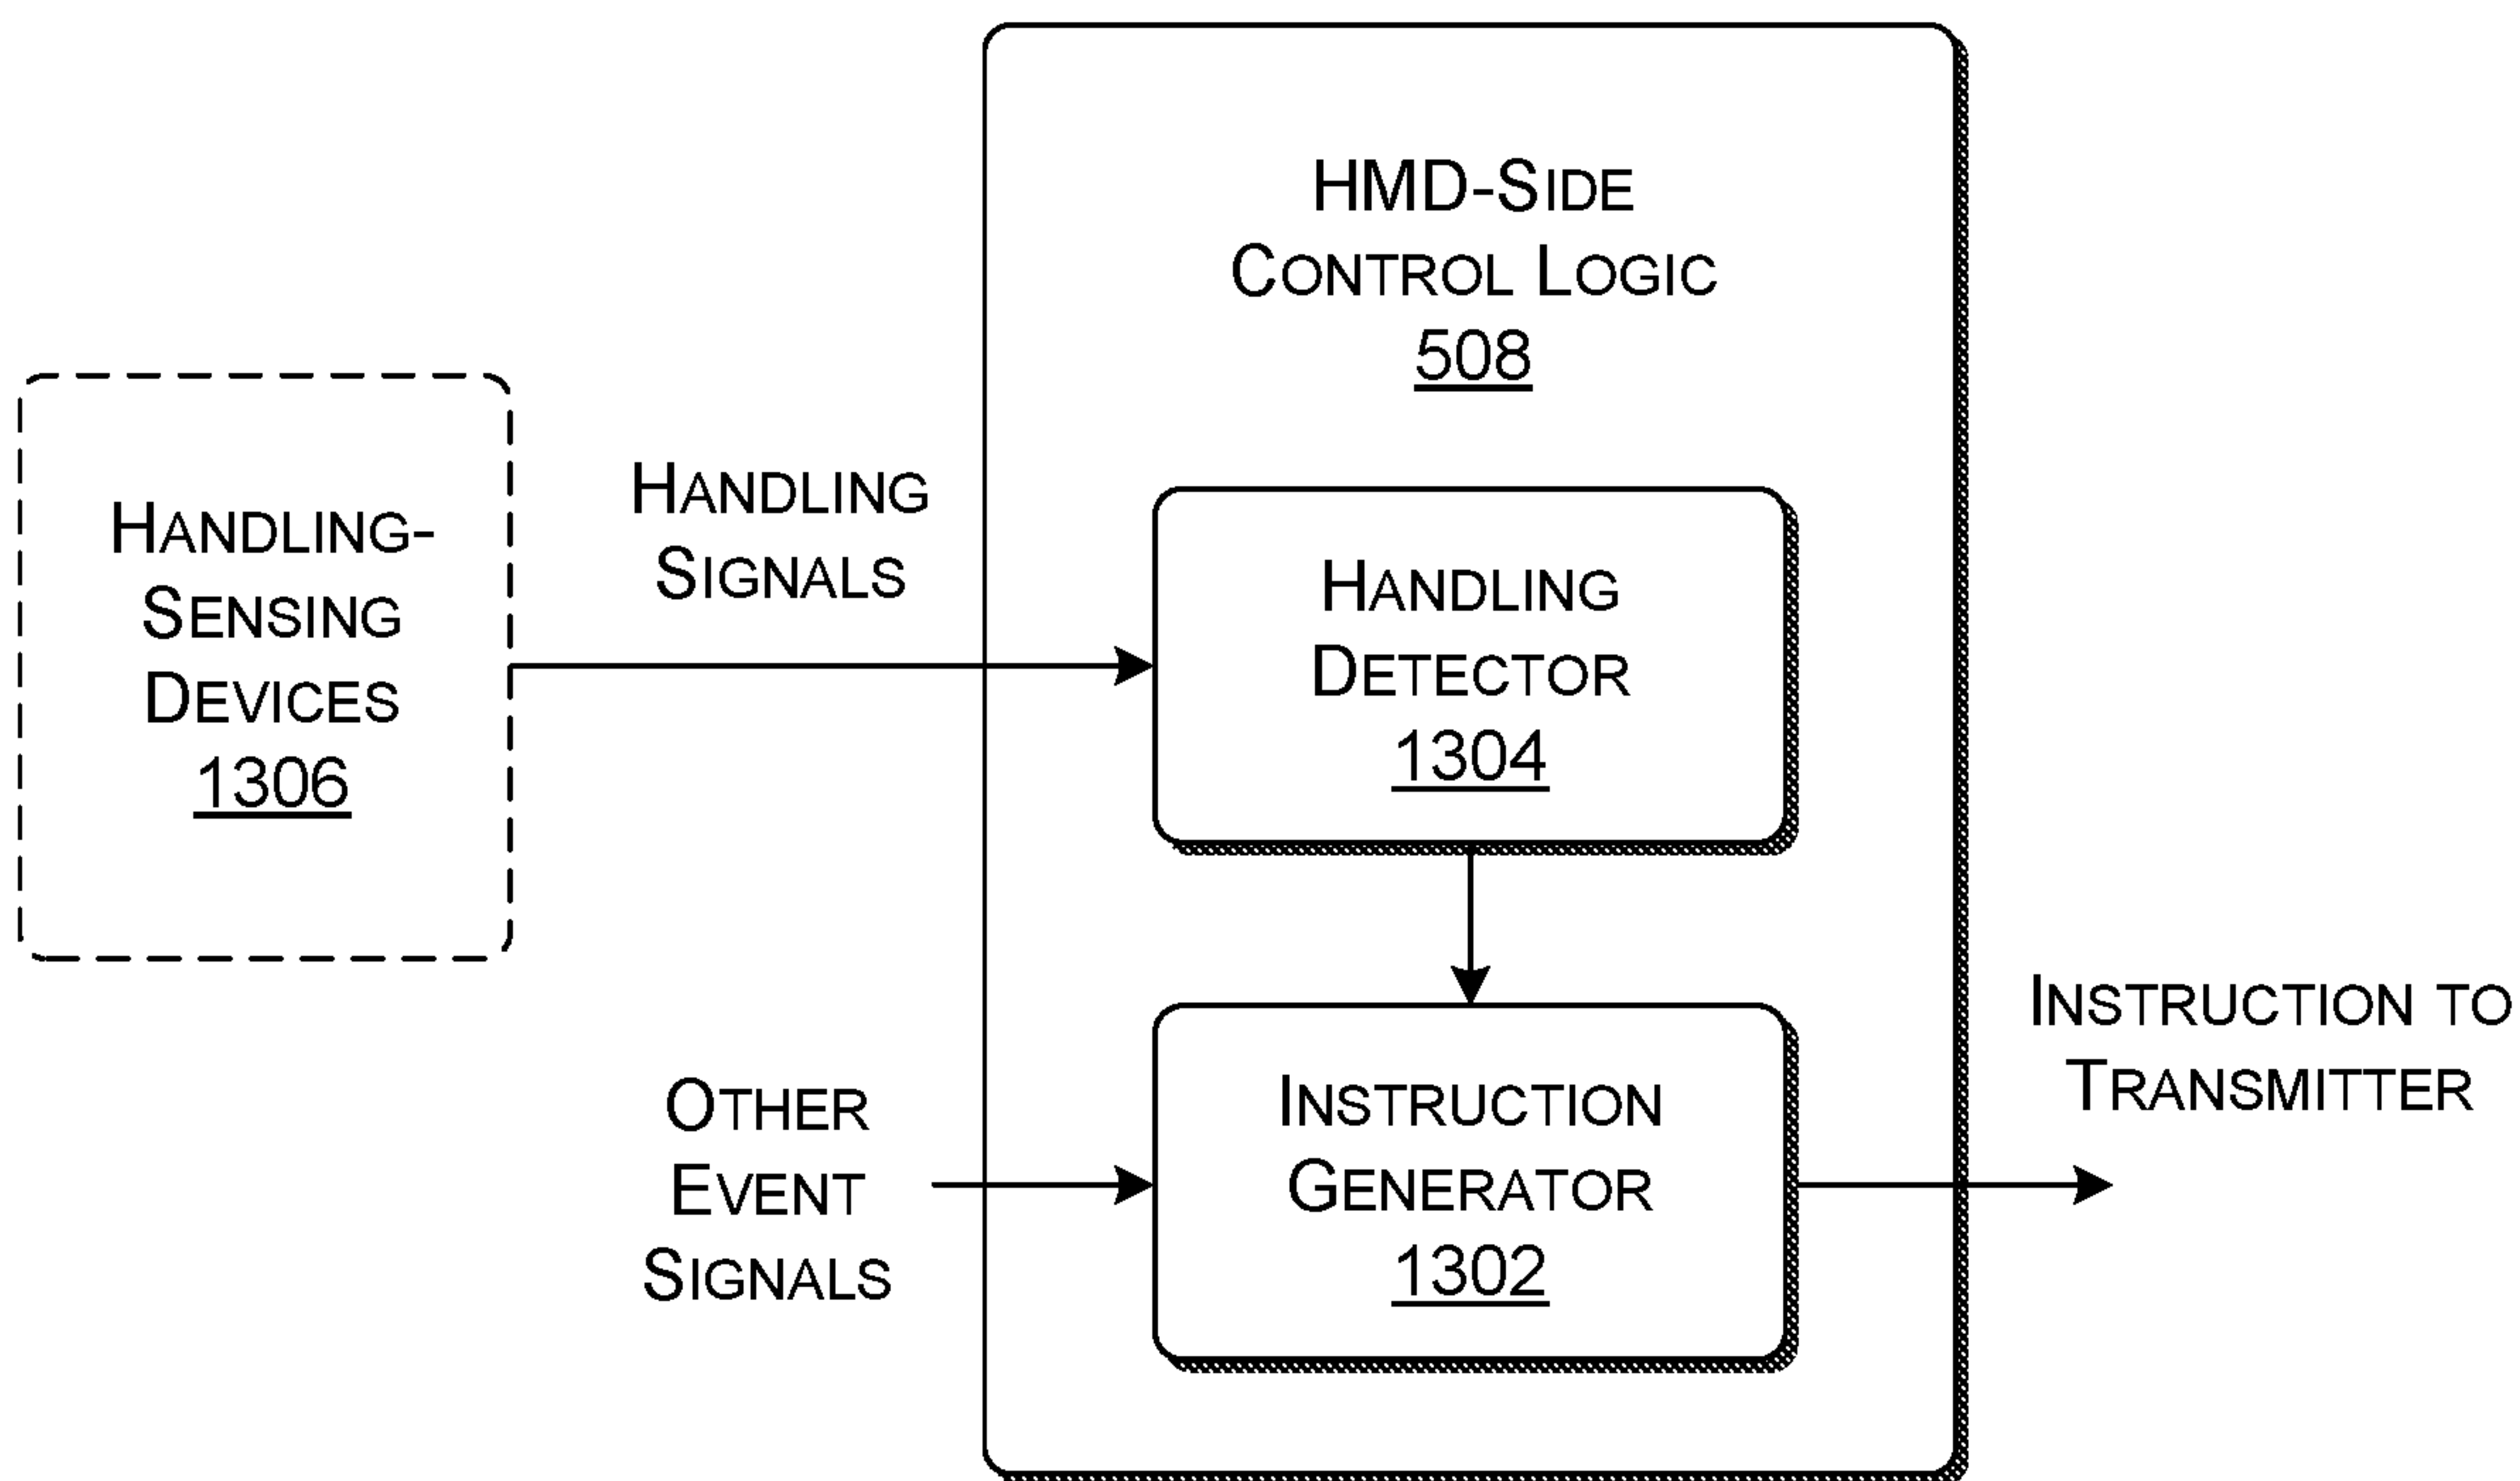 HMD-SIDE
CONTROL LOGIC
508
HANDLING-
SENSING
DEVICES
1306
HANDLING
SIGNALS
HANDLING
DETECTOR
1304
OTHER
EVENT
SIGNALS
INSTRUCTION
GENERATOR
1302
INSTRUCTION TO
TRANSMITTER